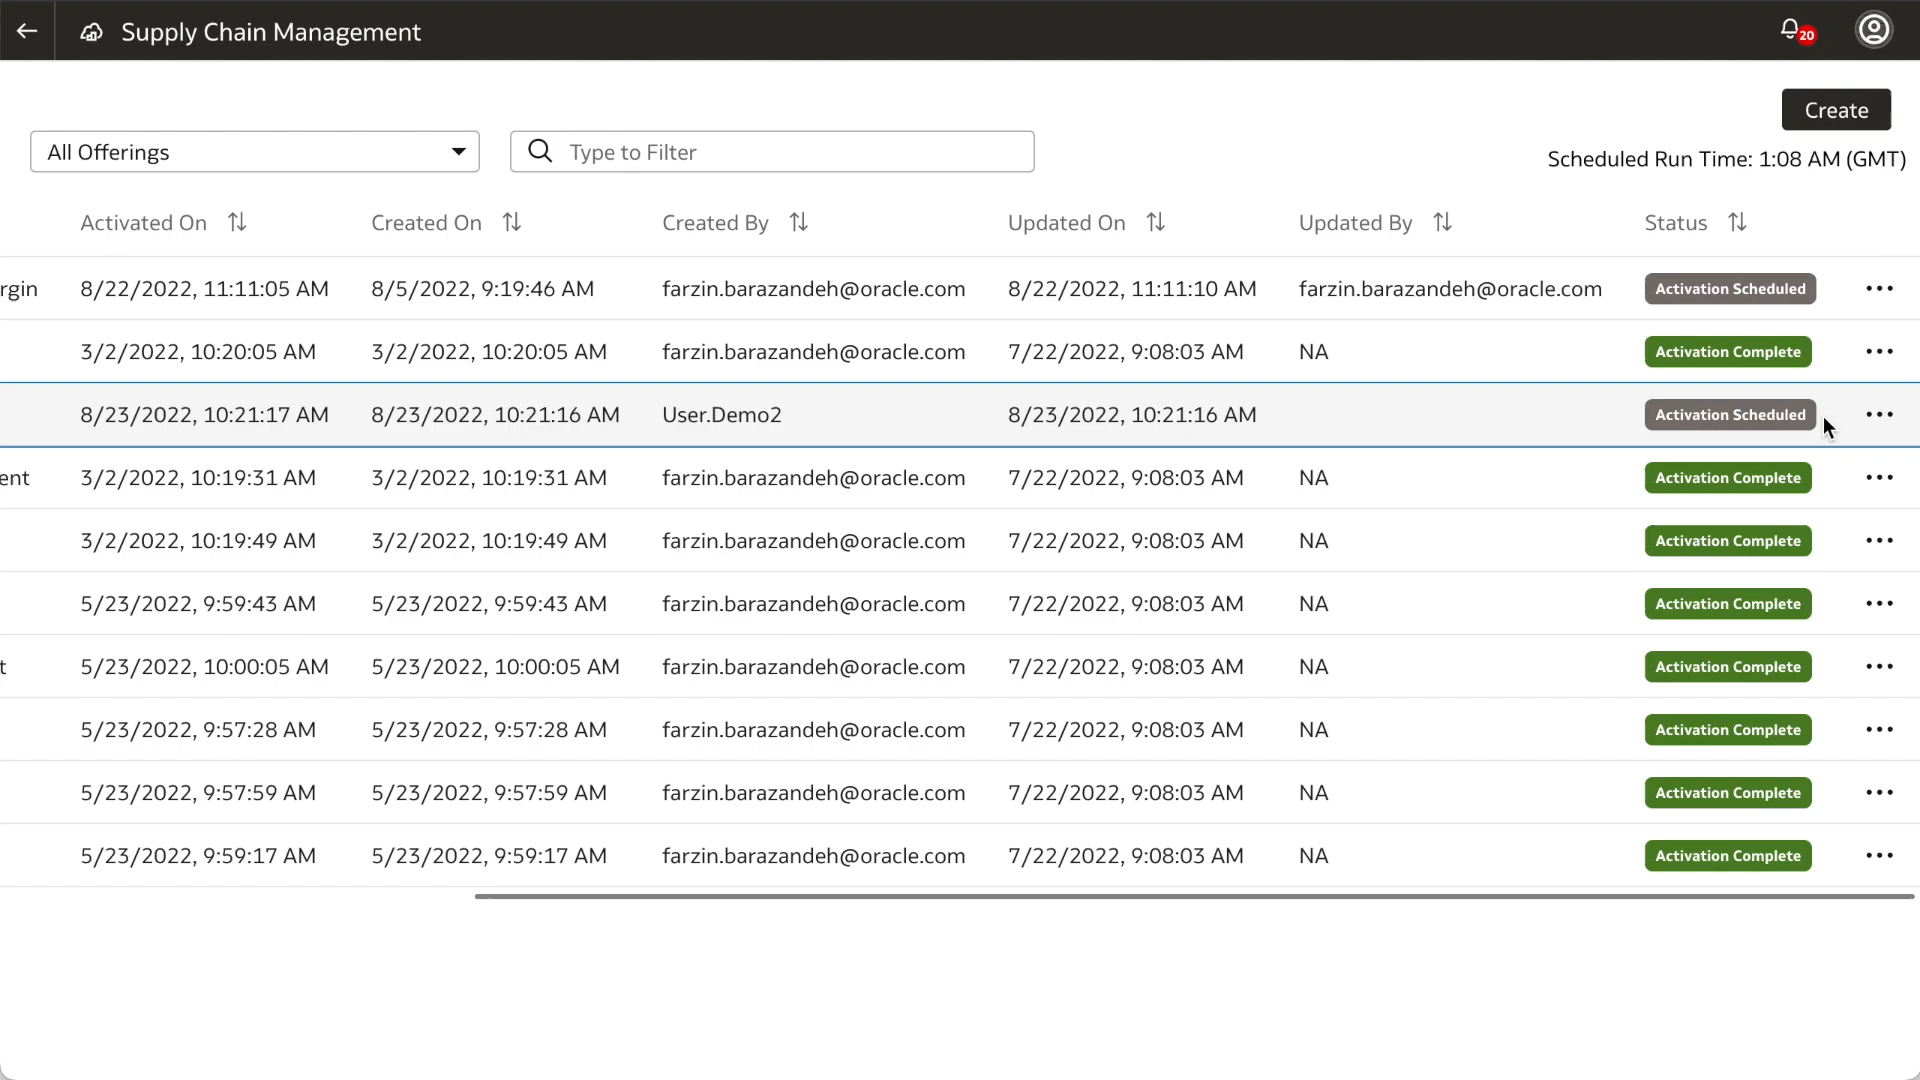 Supply Chain Management
20
Create
All Offerings
Type to Filter
Scheduled Run Time: 1:08 AM (GMT)
Activated On Created On Created By Updated On Updated By Status
rgin 8/22/2022, 11:11:05 AM 8/5/2022, 9:19:46 AM farzin.barazandeh@oracle.com 8/22/2022, 11:11:10 AM farzin.barazandeh@oracle.com Activation Scheduled
3/2/2022, 10:20:05 AM 3/2/2022, 10:20:05 AM farzin.barazandeh@oracle.com 7/22/2022, 9:08:03 AM NA Activation Complete
8/23/2022, 10:21:17 AM 8/23/2022, 10:21:16 AM User.Demo2 8/23/2022, 10:21:16 AM Activation Scheduled
ent 3/2/2022, 10:19:31 AM 3/2/2022, 10:19:31 AM farzin.barazandeh@oracle.com 7/22/2022, 9:08:03 AM NA Activation Complete
3/2/2022, 10:19:49 AM 3/2/2022, 10:19:49 AM farzin.barazandeh@oracle.com 7/22/2022, 9:08:03 AM NA Activation Complete
5/23/2022, 9:59:43 AM 5/23/2022, 9:59:43 AM farzin.barazandeh@oracle.com 7/22/2022, 9:08:03 AM NA Activation Complete
t 5/23/2022, 10:00:05 AM 5/23/2022, 10:00:05 AM farzin.barazandeh@oracle.com 7/22/2022, 9:08:03 AM NA Activation Complete
5/23/2022, 9:57:28 AM 5/23/2022, 9:57:28 AM farzin.barazandeh@oracle.com 7/22/2022, 9:08:03 AM NA Activation Complete
5/23/2022, 9:57:59 AM 5/23/2022, 9:57:59 AM farzin.barazandeh@oracle.com 7/22/2022, 9:08:03 AM NA Activation Complete
5/23/2022, 9:59:17 AM 5/23/2022, 9:59:17 AM farzin.barazandeh@oracle.com 7/22/2022, 9:08:03 AM NA Activation Complete